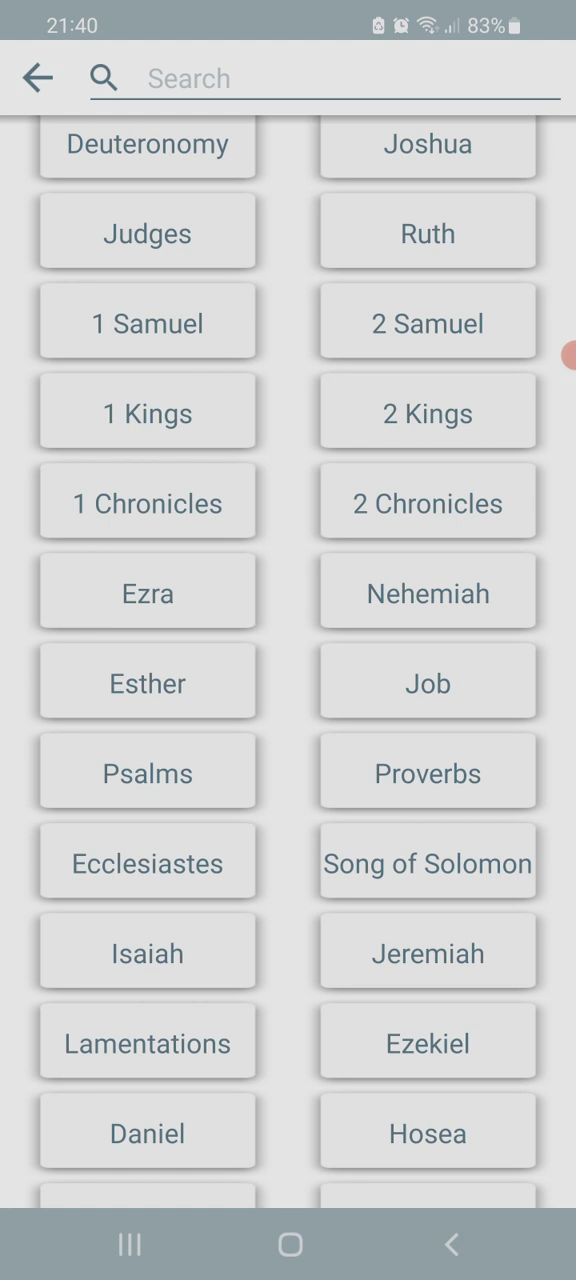 21:40
83%
Search
Deuteronomy
Joshua
Judges
Ruth
1 Samuel
2 Samuel
1 Kings
2 Kings
1 Chronicles
2 Chronicles
Ezra
Nehemiah
Esther
Job
Psalms
Proverbs
Ecclesiastes
Song of Solomon
Isaiah
Jeremiah
Lamentations
Ezekiel
Daniel
Hosea